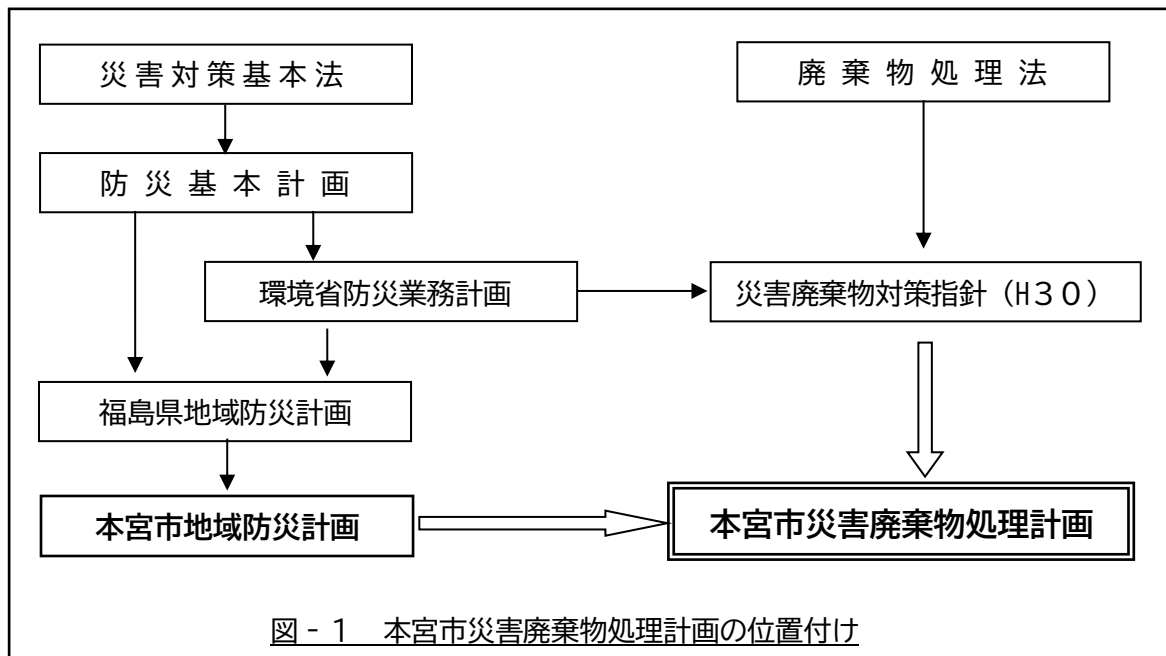 災害対策基本法
廃棄物処理法
防災基本計画
環境省防災業務計画
災害廃棄物対策指針（H３０）
福島県地域防災計画
本宮市地域防災計画
本宮市災害廃棄物処理計画
図‐１　本宮市災害廃棄物処理計画の位置付け